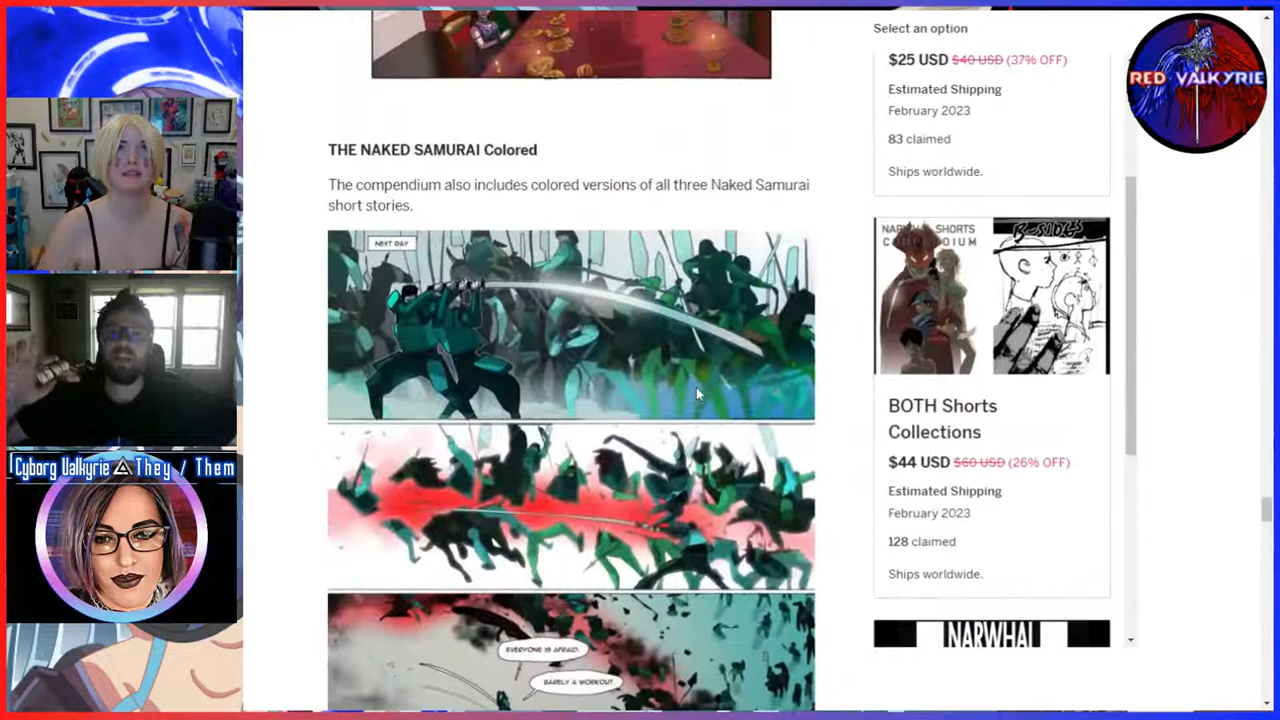 Select an option
$25 USD $40 USD (37% OFF)
Estimated Shipping
February 2023
83 claimed
Ships worldwide.
RED VALKYRIE
THE NAKED SAMURAI Colored
The compendium also includes colored versions of all three Naked Samurai
short stories.
NEXT DAY
B-SIDES
BOTH Shorts
Collections
$44 USD $60 USD (26% OFF)
Estimated Shipping
February 2023
128 claimed
Ships worldwide.
Cyborg Valkyrie They / Them
EVERYONE IS AFRAID.
BARELY A WORKOUT.
NARWHAL